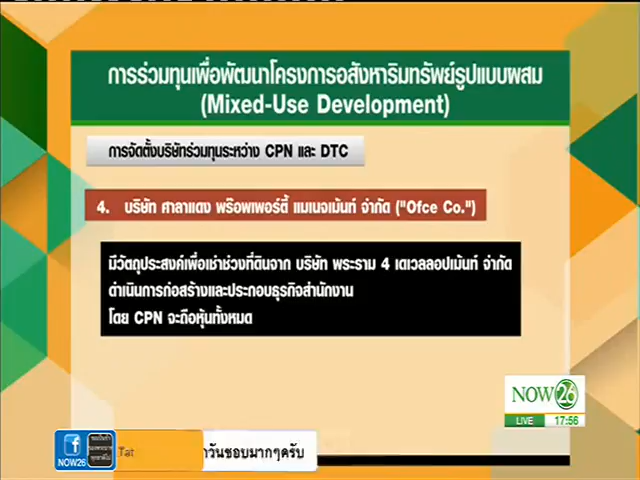 การร่วมทุนเพื่อพัฒนาโครงการอสังหาริมทรัพย์รูปแบบผสม
(Mixed-Use Development)
การจัดตั้งบริษัทร่วมทุนระหว่าง CPN และ DTC
4. บริษัท ศาลาแดง พร๊อพเพอร์ตี้ แมเนจเม้นท์ จำกัด ("Ofce Co.")
มีวัตถุประสงค์เพื่อเช่าช่วงที่ดินจาก บริษัท พระราม 4 เดเวลลอปเม้นท์ จำกัด
ดำเนินการก่อสร้างและประกอบธุรกิจสำนักงาน
โดย CPN จะถือหุ้นทั้งหมด
NOW26
LIVE 17:56
NOW26
.Tat
วันชอบมากๆครับ